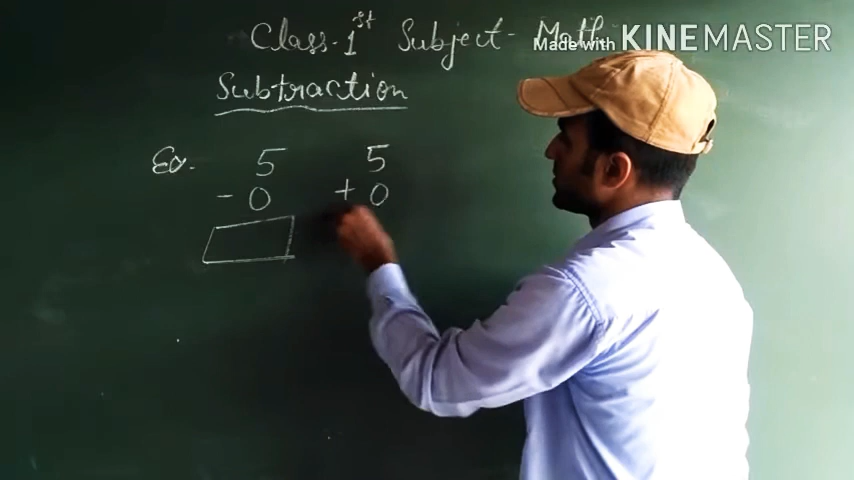 Class-1st Subject- Math
Made with KINEMASTER
Subtraction
Ex. 5 5
- 0 + 0